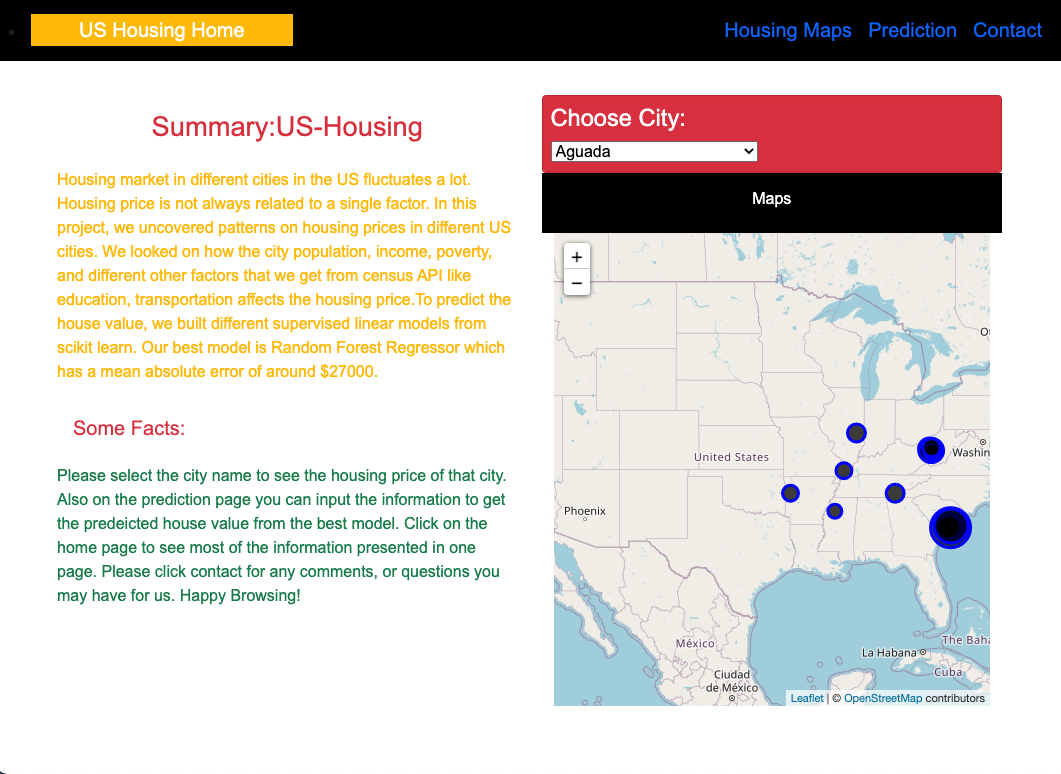 US Housing Home
Housing Maps Prediction Contact
Summary:US-Housing
Housing market in different cities in the US fluctuates a lot.
Housing price is not always related to a single factor. In this
project, we uncovered patterns on housing prices in different US
cities. We looked on how the city population, income, poverty,
and different other factors that we get from census API like
education, transportation affects the housing price.To predict the
house value, we built different supervised linear models from
scikit learn. Our best model is Random Forest Regressor which
has a mean absolute error of around $27000.
Some Facts:
Please select the city name to see the housing price of that city.
Also on the prediction page you can input the information to get
the predeicted house value from the best model. Click on the
home page to see most of the information presented in one
page. Please click contact for any comments, or questions you
may have for us. Happy Browsing!
Choose City:
Aguada
Maps
+
−
United States
Phoenix
México
La Habana
Cuba
Ciudad
de México
Leaflet | © OpenStreetMap contributors